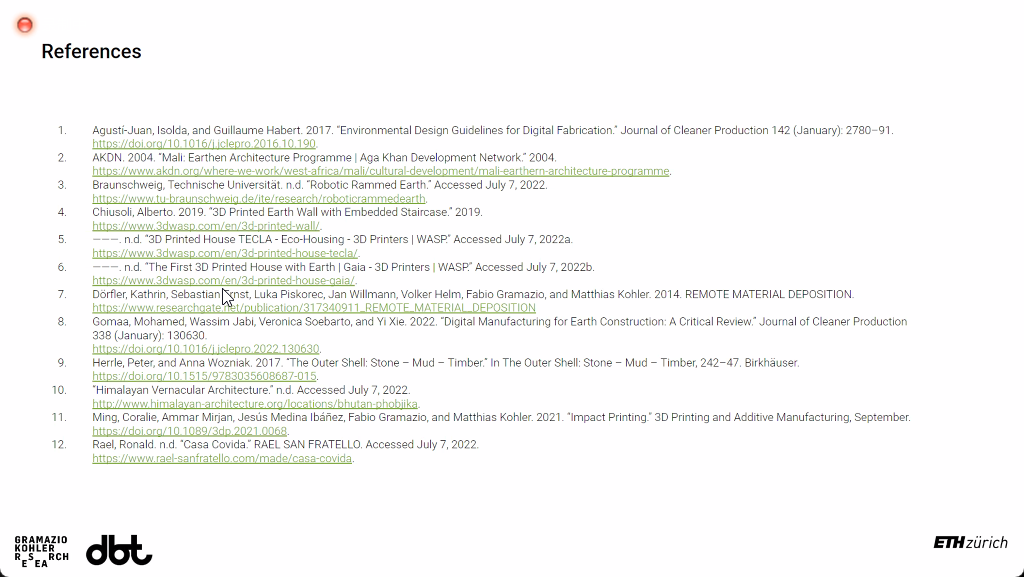 References
1. Agustí-Juan, Isolda, and Guillaume Habert. 2017. “Environmental Design Guidelines for Digital Fabrication.” Journal of Cleaner Production 142 (January): 2780–91.
https://doi.org/10.1016/j.jclepro.2016.10.190.
2. AKDN. 2004. “Mali: Earthen Architecture Programme | Aga Khan Development Network.” 2004.
https://www.akdn.org/where-we-work/west-africa/mali/cultural-development/mali-earthern-architecture-programme.
3. Braunschweig, Technische Universität. n.d. “Robotic Rammed Earth.” Accessed July 7, 2022.
https://www.tu-braunschweig.de/ite/research/roboticrammedearth.
4. Chiusoli, Alberto. 2019. “3D Printed Earth Wall with Embedded Staircase.” 2019.
https://www.3dwasp.com/en/3d-printed-wall/.
5. ———. n.d. “3D Printed House TECLA - Eco-Housing - 3D Printers | WASP.” Accessed July 7, 2022a.
https://www.3dwasp.com/en/3d-printed-house-tecla/.
6. ———. n.d. “The First 3D Printed House with Earth | Gaia - 3D Printers | WASP.” Accessed July 7, 2022b.
https://www.3dwasp.com/en/3d-printed-house-gaia/.
7. Dörfler, Kathrin, Sebastian Ernst, Luka Piskorec, Jan Willmann, Volker Helm, Fabio Gramazio, and Matthias Kohler. 2014. REMOTE MATERIAL DEPOSITION.
https://www.researchgate.net/publication/317340911_REMOTE_MATERIAL_DEPOSITION
8. Gomaa, Mohamed, Wassim Jabi, Veronica Soebarto, and Yi Xie. 2022. “Digital Manufacturing for Earth Construction: A Critical Review.” Journal of Cleaner Production
338 (January): 130630.
https://doi.org/10.1016/j.jclepro.2022.130630.
9. Herrle, Peter, and Anna Wozniak. 2017. “The Outer Shell: Stone – Mud – Timber.” In The Outer Shell: Stone – Mud – Timber, 242–47. Birkhäuser.
https://doi.org/10.1515/9783035608687-015.
10. “Himalayan Vernacular Architecture.” n.d. Accessed July 7, 2022.
http://www.himalayan-architecture.org/locations/bhutan-phobjika.
11. Ming, Coralie, Ammar Mirjan, Jesús Medina Ibáñez, Fabio Gramazio, and Matthias Kohler. 2021. “Impact Printing.” 3D Printing and Additive Manufacturing, September.
https://doi.org/10.1089/3dp.2021.0068.
12. Rael, Ronald. n.d. “Casa Covida.” RAEL SAN FRATELLO. Accessed July 7, 2022.
https://www.rael-sanfratello.com/made/casa-covida.
GRAMAZIO
KOHLER
RESEARCH
dbt
ETH zürich